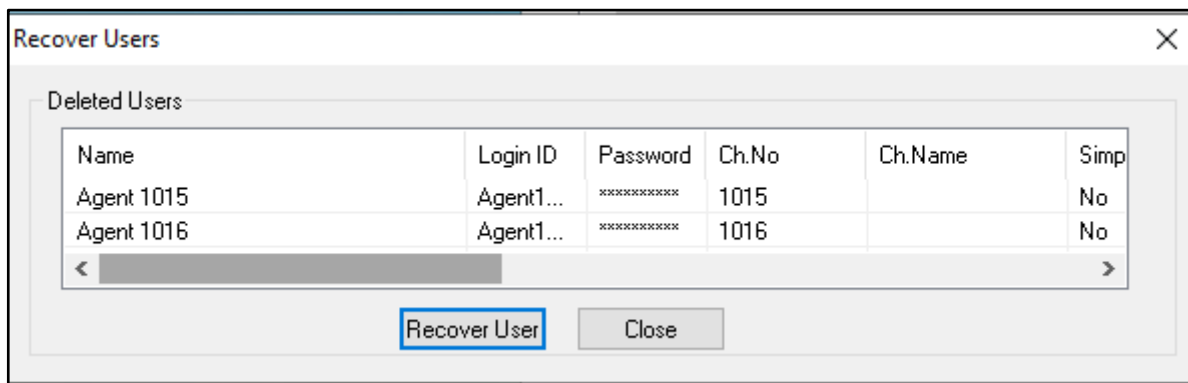 Recover Users
Deleted Users
Name Login ID Password Ch.No Ch.Name Simp
Agent 1015 Agent1... ********** 1015 No
Agent 1016 Agent1... ********** 1016 No
Recover User Close